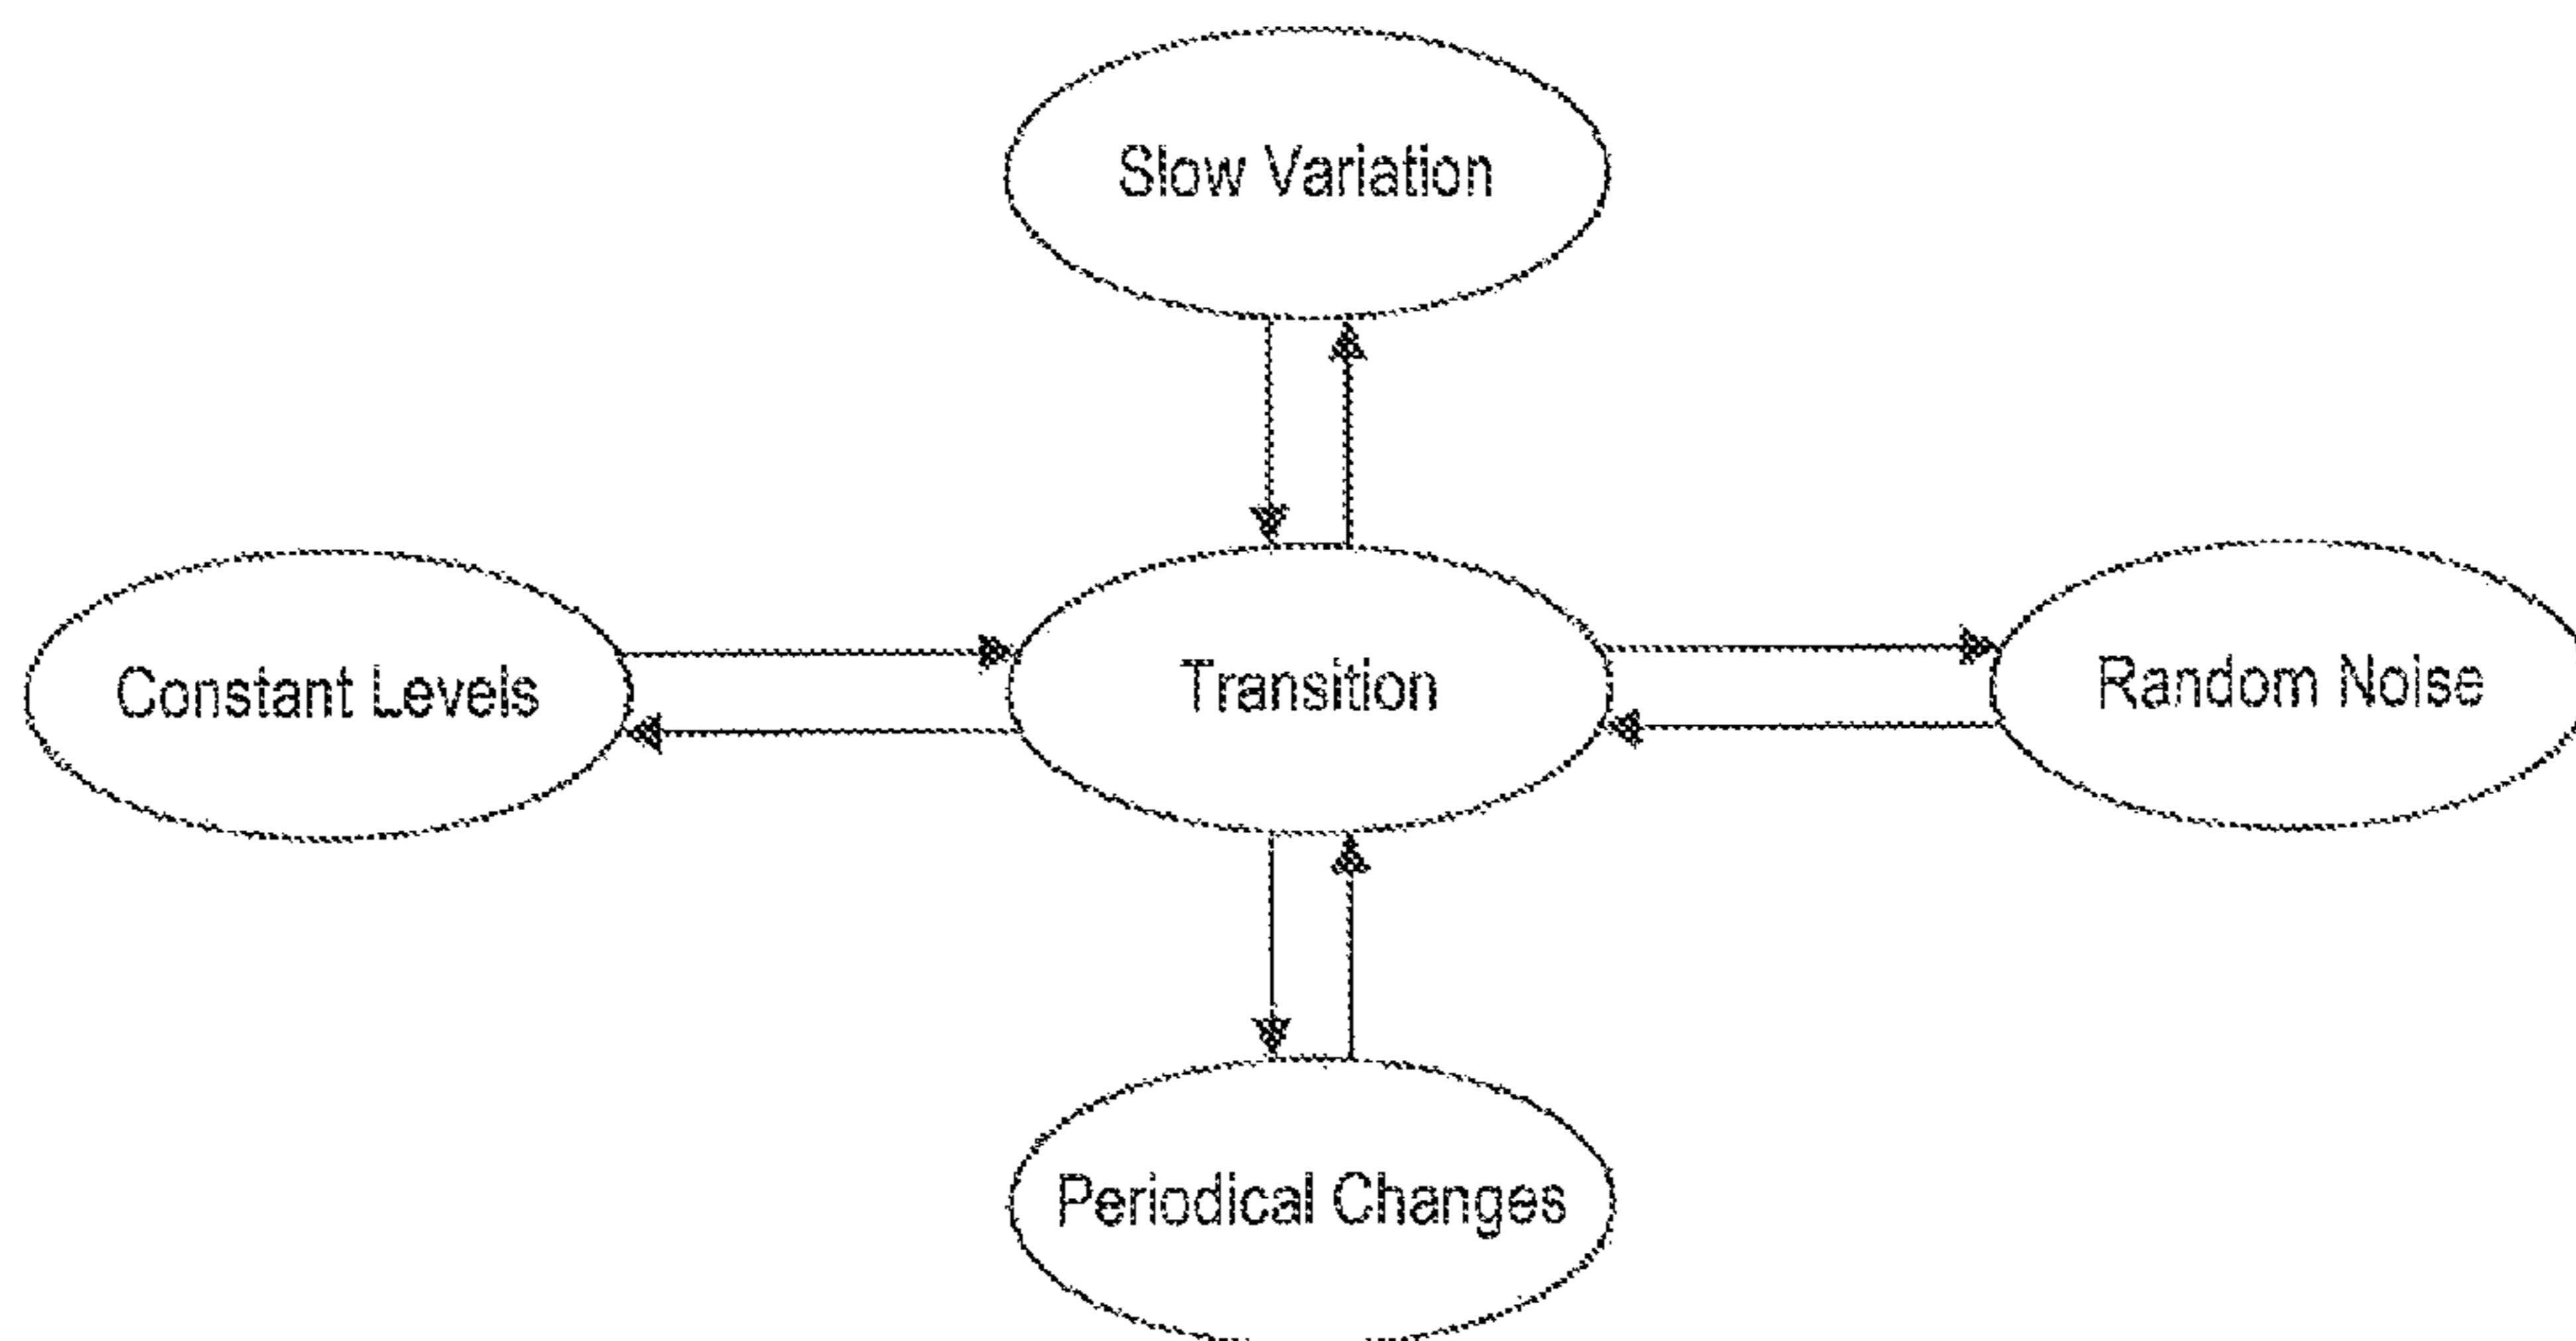 Slow Variation
Constant Levels
Transition
Random Noise
Periodical Changes